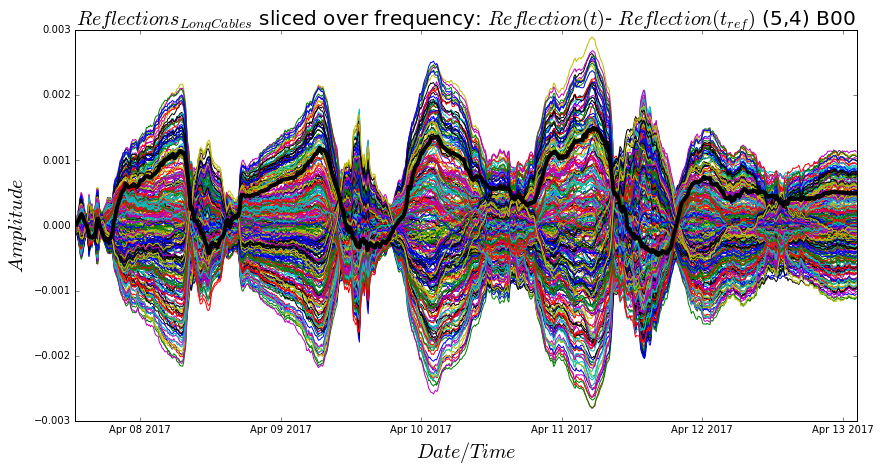 Reflections_LongCables sliced over frequency: Reflection(t)- Reflection(t_ref) (5,4) B00
0.003
0.002
0.001
0.000
−0.001
−0.002
−0.003
Amplitude
Apr 08 2017 Apr 09 2017 Apr 10 2017 Apr 11 2017 Apr 12 2017 Apr 13 2017
Date/Time